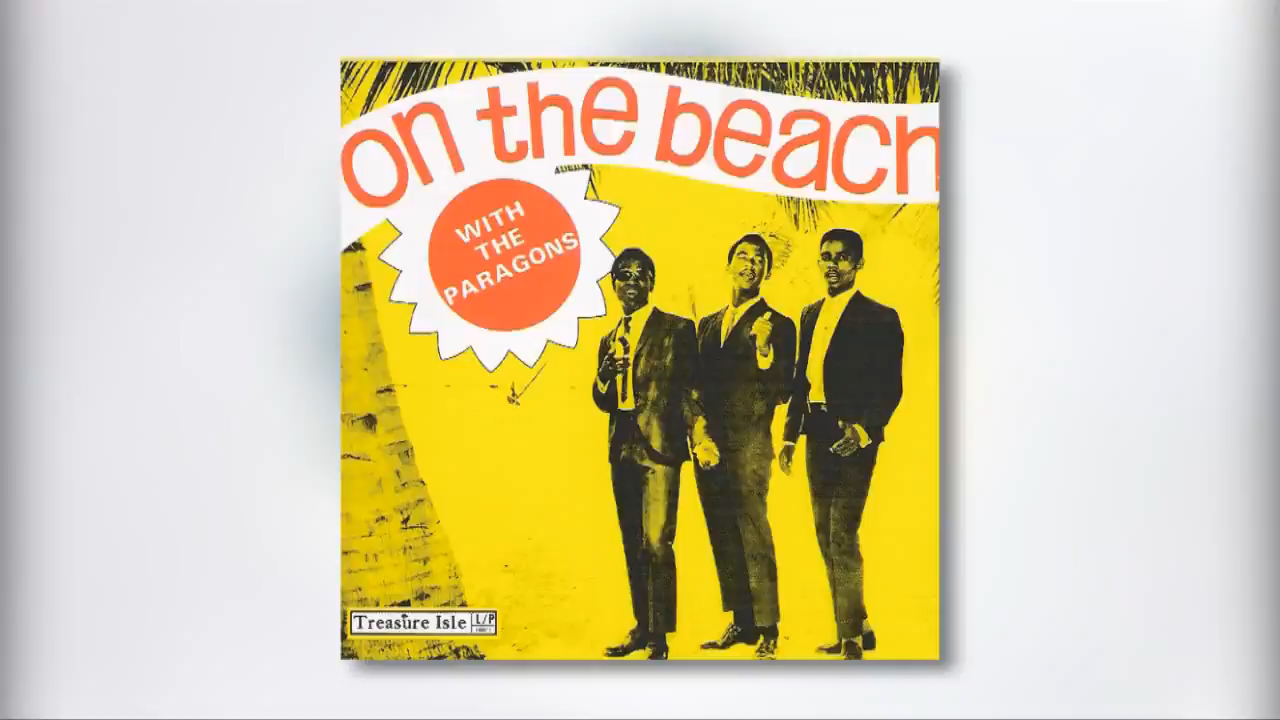 on the beach
WITH
THE
PARAGONS
Treasure Isle L/P